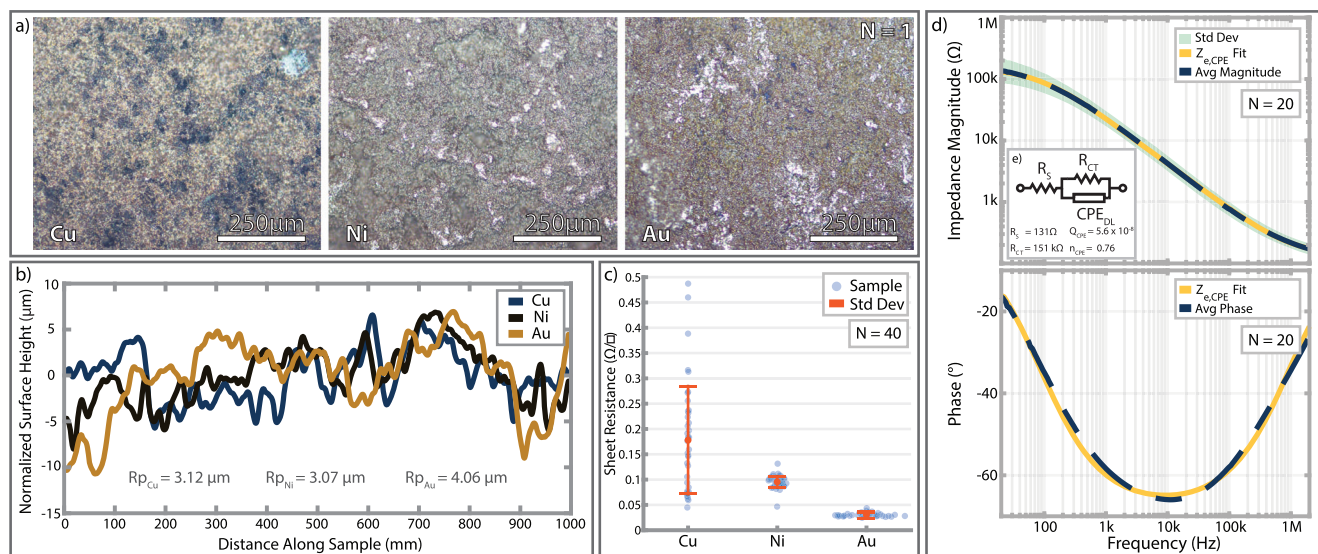 a)
N = 1
Cu
250μm
Ni
250μm
Au
250μm
b)
Normalized Surface Height (μm)
10
5
0
-5
-10
-15
Cu
Ni
Au
Rp_Cu = 3.12 μm
Rp_Ni = 3.07 μm
Rp_Au = 4.06 μm
0 100 200 300 400 500 600 700 800 900 1000
Distance Along Sample (mm)
c)
Sheet Resistance (Ω/□)
0.5
0.45
0.4
0.35
0.3
0.25
0.2
0.15
0.1
0.05
0
Sample
Std Dev
N = 40
Cu Ni Au
d)
Impedance Magnitude (Ω)
1M
100k
10k
1k
Std Dev
Z_e,CPE Fit
Avg Magnitude
N = 20
e)
R_S
R_CT
CPE_DL
R_S = 131Ω Q_CPE = 5.6 x 10⁻⁸
R_CT = 151 kΩ n_CPE = 0.76
Phase (°)
-20
-40
-60
Z_e,CPE Fit
Avg Phase
N = 20
100 1k 10k 100k 1M
Frequency (Hz)